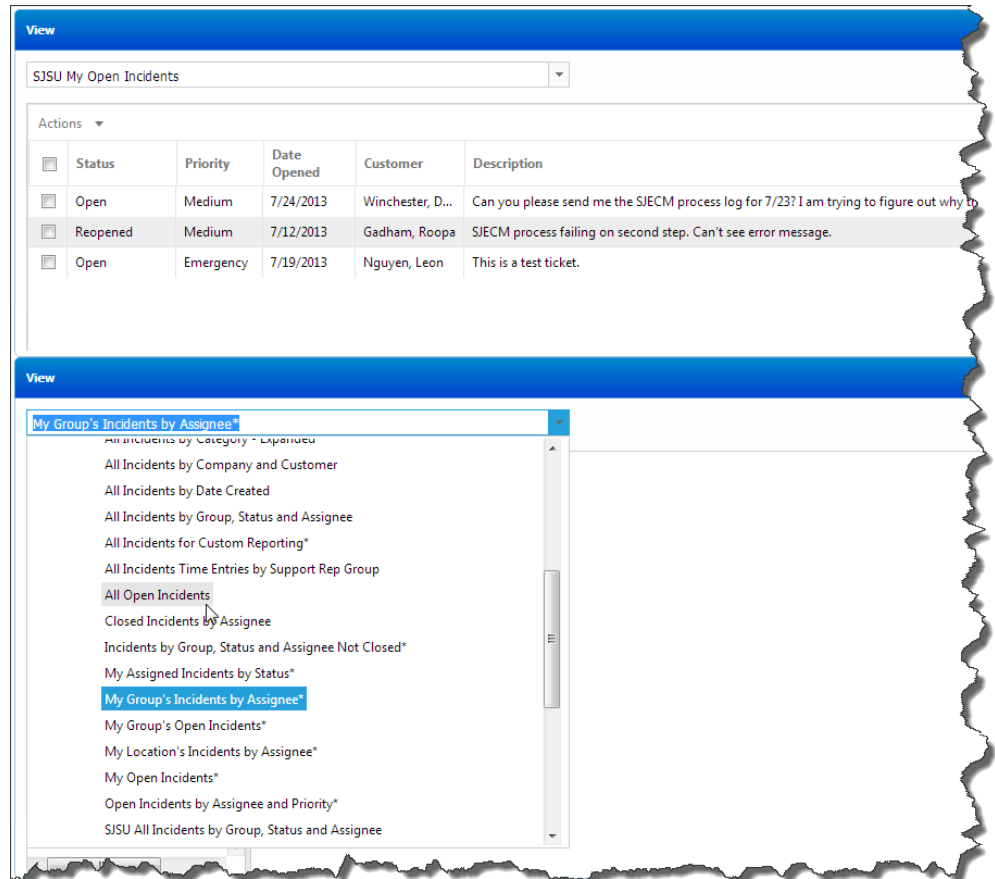 View
SJSU My Open Incidents
Actions
Status Priority Date Opened Customer Description
Open Medium 7/24/2013 Winchester, D... Can you please send me the SJECM process log for 7/23? I am trying to figure out why
Reopened Medium 7/12/2013 Gadham, Roopa SJECM process failing on second step. Can't see error message.
Open Emergency 7/19/2013 Nguyen, Leon This is a test ticket.
View
My Group's Incidents by Assignee*
All Incidents by Category - Expanded
All Incidents by Company and Customer
All Incidents by Date Created
All Incidents by Group, Status and Assignee
All Incidents for Custom Reporting*
All Incidents Time Entries by Support Rep Group
All Open Incidents
Closed Incidents by Assignee
Incidents by Group, Status and Assignee Not Closed*
My Assigned Incidents by Status*
My Group's Incidents by Assignee*
My Group's Open Incidents*
My Location's Incidents by Assignee*
My Open Incidents*
Open Incidents by Assignee and Priority*
SJSU All Incidents by Group, Status and Assignee